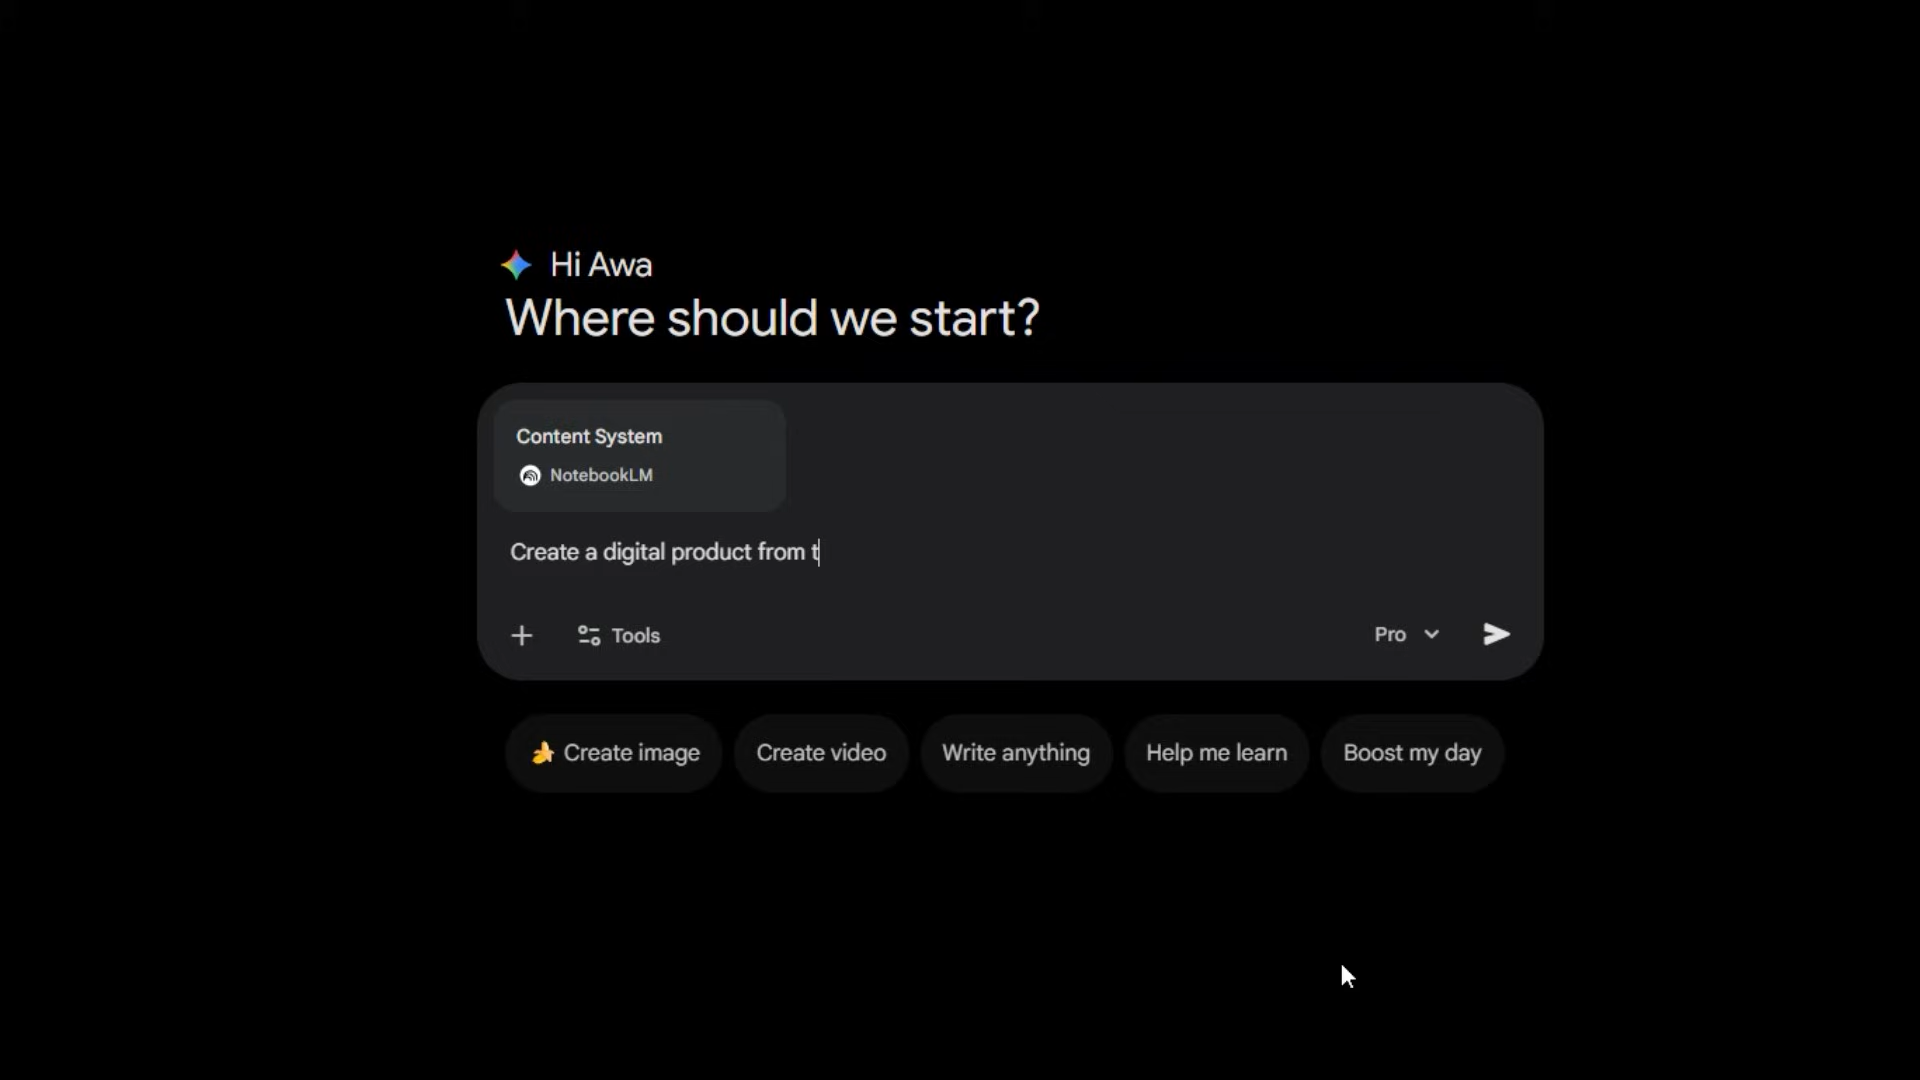 Hi Awa
Where should we start?
Content System
NotebookLM
Create a digital product from t
Tools
Pro
Create image
Create video
Write anything
Help me learn
Boost my day